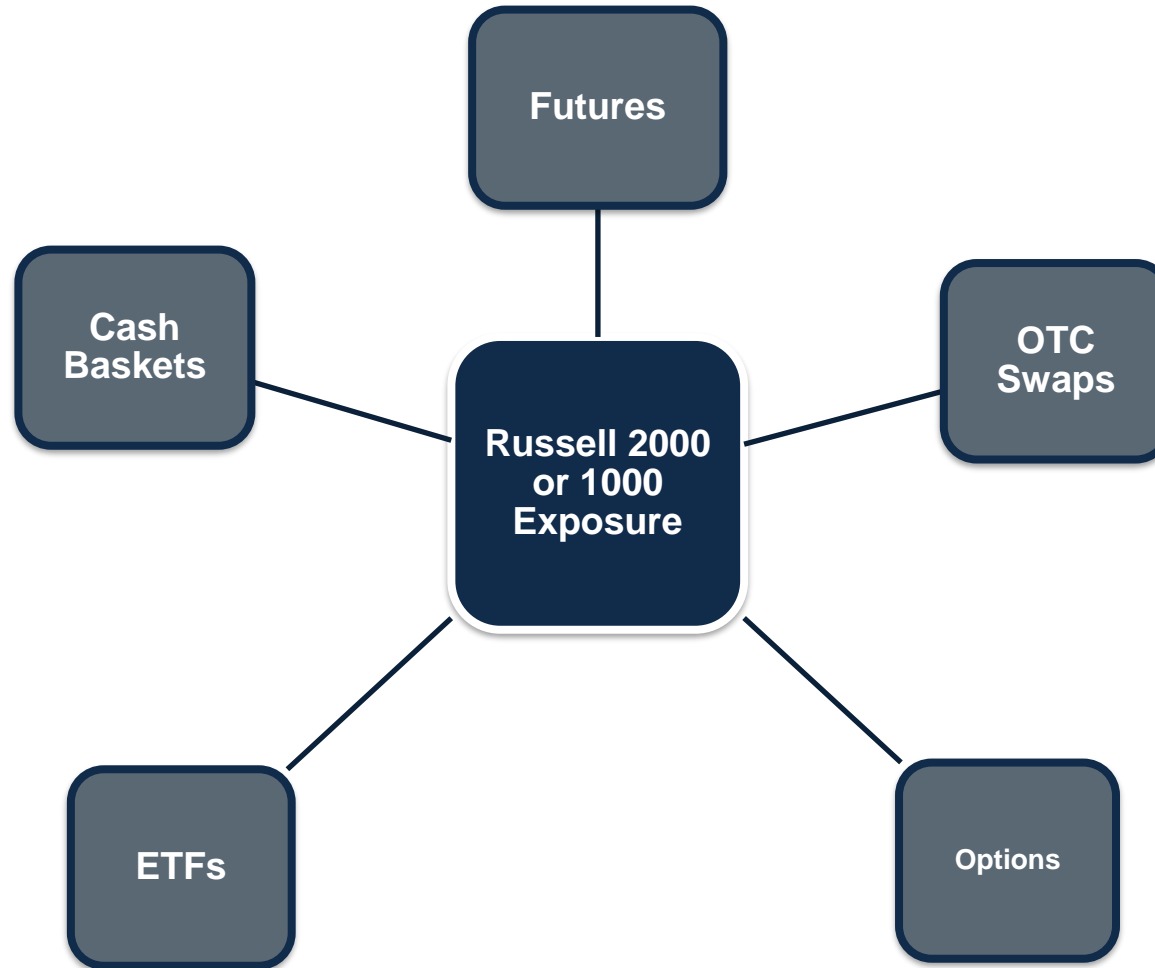 Futures
Cash
Baskets
OTC
Swaps
Russell 2000
or 1000
Exposure
ETFs
Options